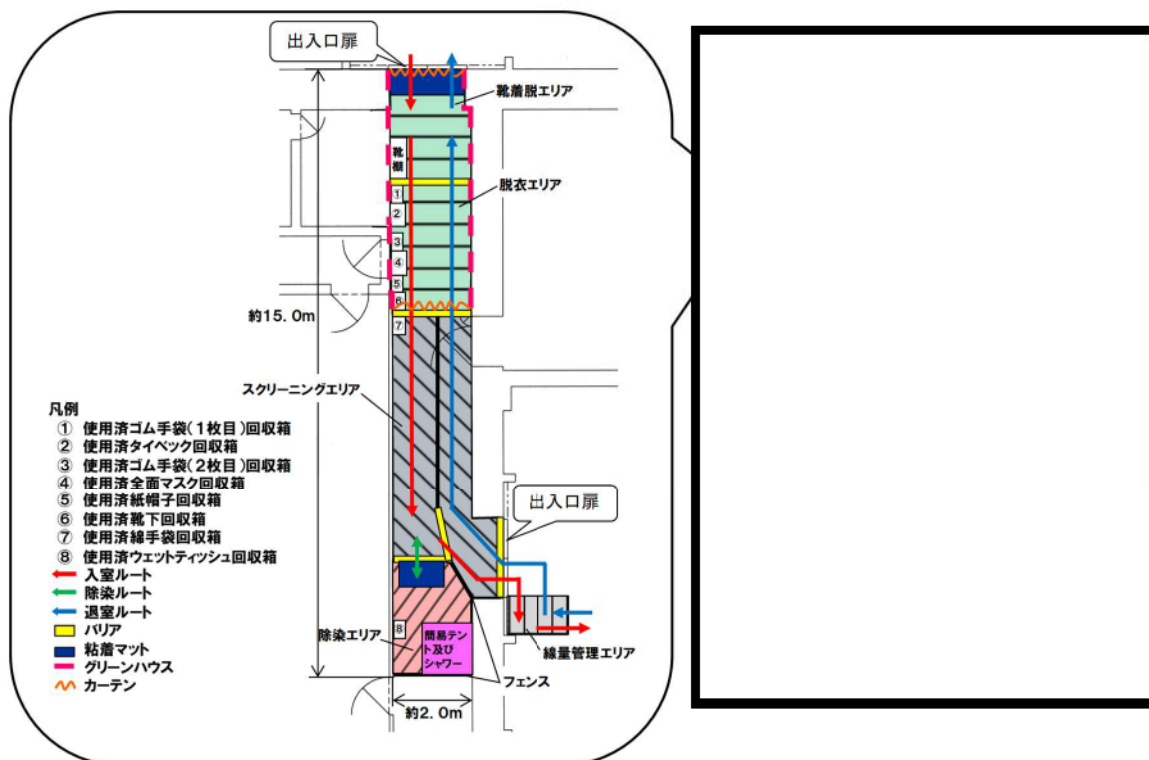 出入口扉
靴着脱エリア
靴
棚
脱衣エリア
①
②
③
④
⑤
⑥
⑦
約15.0m
スクリーニングエリア
凡例
① 使用済ゴム手袋(1枚目)回収箱
② 使用済タイベック回収箱
③ 使用済ゴム手袋(2枚目)回収箱
④ 使用済全面マスク回収箱
⑤ 使用済紙帽子回収箱
⑥ 使用済靴下回収箱
⑦ 使用済綿手袋回収箱
⑧ 使用済ウェットティッシュ回収箱
入室ルート
除染ルート
退室ルート
バリア
粘着マット
グリーンハウス
カーテン
出入口扉
除染エリア
⑧
簡易テン
ト及び
シャワー
線量管理エリア
フェンス
約2.0m